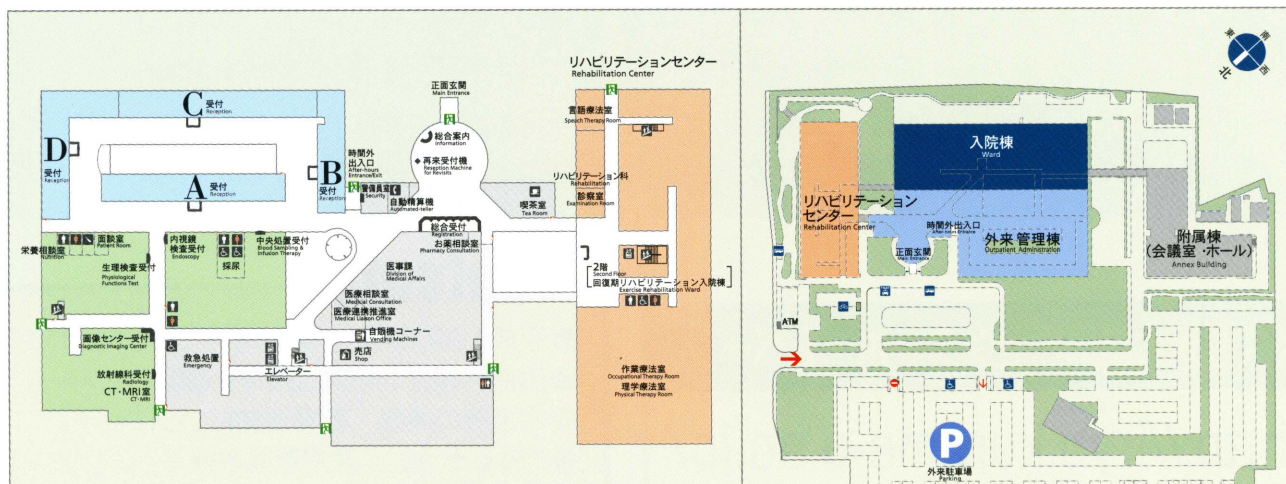 リハビリテーションセンター
Rehabilitation Center
正面玄関
Main Entrance
言語療法室
Speech Therapy Room
C 受付
Reception
D
受付
Reception
A 受付
Reception
B
受付
Reception
総合案内
Information
再来受付機
Reseption Machine
for Revisits
時間外
出入口
After-hours
Entrance/Exit
警備員室
Security
自動精算機
Automated-teller
喫茶室
Tea Room
リハビリテーション科
Rehabilitation
診察室
Examination Room
総合受付
Registration
お薬相談室
Pharmacy Consultation
面談室
Patient Room
栄養相談室
Nutrition
内視鏡
検査受付
Endoscopy
中央処置受付
Blood Sampling &
Infusion Therapy
採尿
生理検査受付
Physiological
Functions Test
医事課
Division of
Medical Affairs
2階
Second Floor
回復期リハビリテーション入院棟
Exercise Rehabilitation Ward
医療相談室
Medical Consultation
医療連携推進室
Medical Liaison Office
画像センター受付
Diagnostic Imaging Center
自販機コーナー
Vending Machines
救急処置
Emergency
売店
Shop
エレベーター
Elevator
放射線科受付
Radiology
CT・MRI室
CT・MRI
作業療法室
Occupational Therapy Room
理学療法室
Physical Therapy Room
東
南
西
北
入院棟
Ward
リハビリテーション
センター
Rehabilitation Center
時間外出入口
After-hours Entrance
正面玄関
Main Entrance
外来 管理棟
Outpatient Administration
附属棟
(会議室・ホール)
Annex Building
ATM
P
外来駐車場
Parking